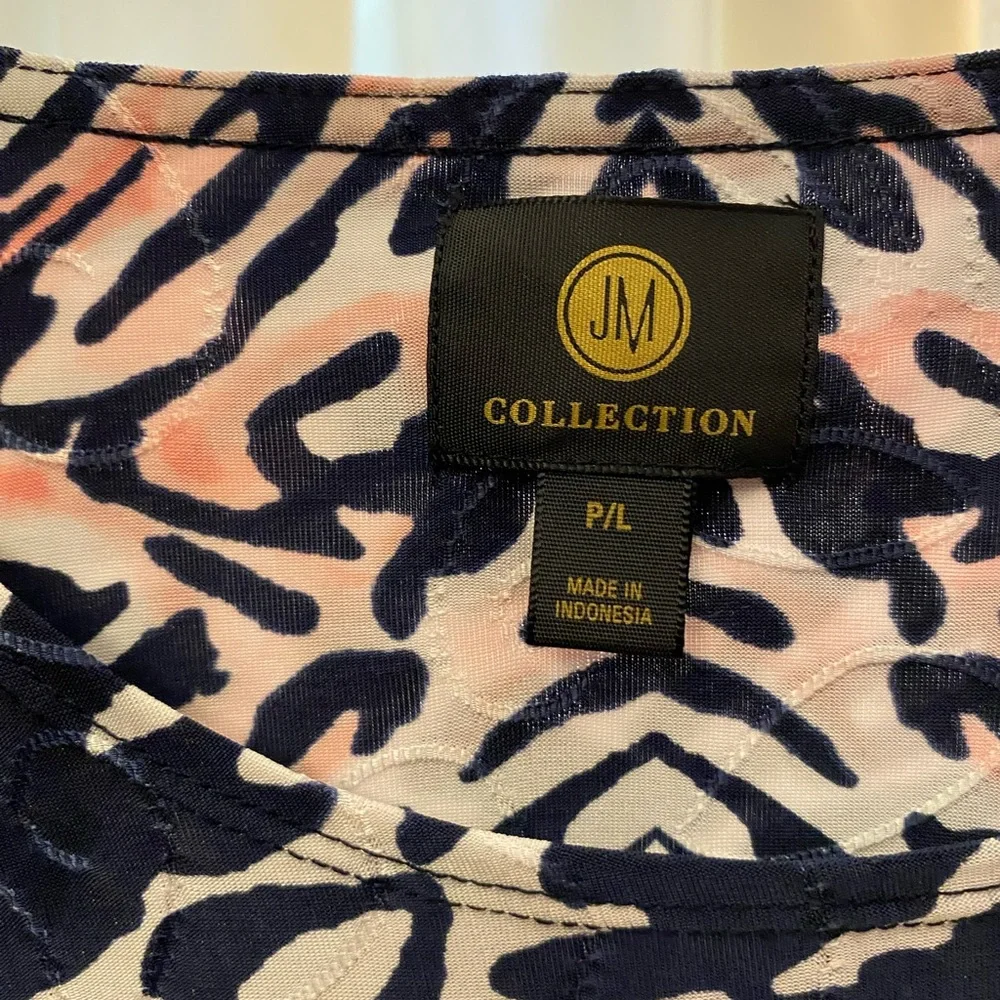 JM
COLLECTION
P/L
MADE IN
INDONESIA